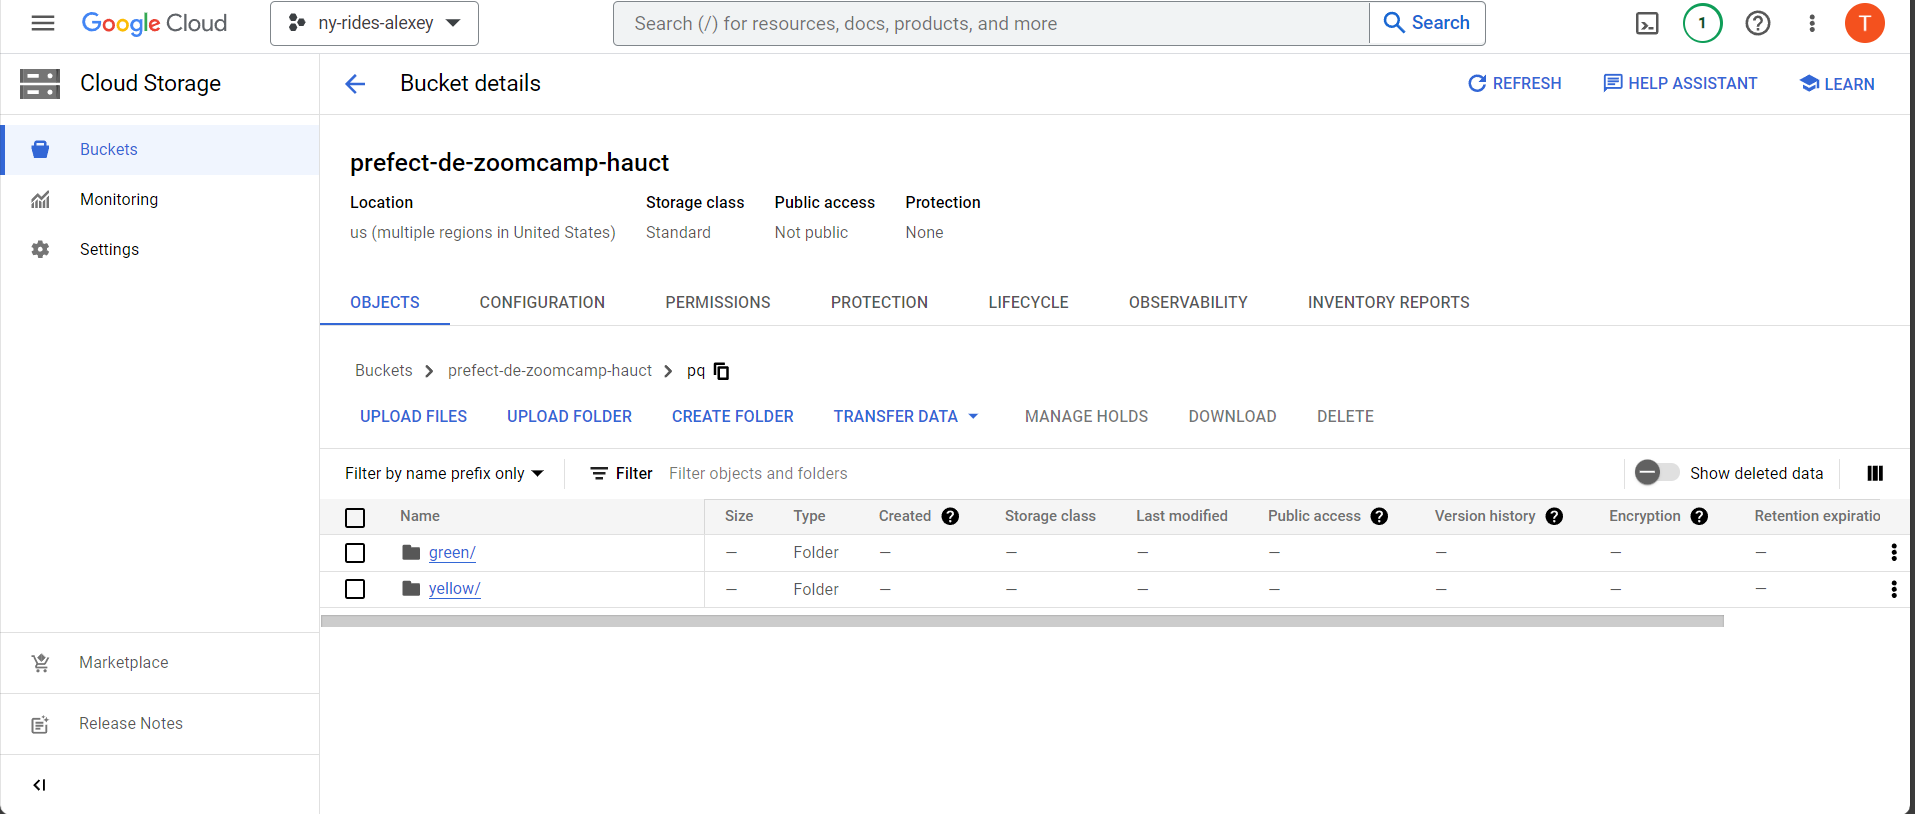 Google Cloud ny-rides-alexey Search (/) for resources, docs, products, and more Search 1 T
Cloud Storage
Bucket details REFRESH HELP ASSISTANT LEARN
Buckets
Monitoring
Settings
Marketplace
Release Notes
prefect-de-zoomcamp-hauct
Location Storage class Public access Protection
us (multiple regions in United States) Standard Not public None
OBJECTS CONFIGURATION PERMISSIONS PROTECTION LIFECYCLE OBSERVABILITY INVENTORY REPORTS
Buckets prefect-de-zoomcamp-hauct pq
UPLOAD FILES UPLOAD FOLDER CREATE FOLDER TRANSFER DATA MANAGE HOLDS DOWNLOAD DELETE
Filter by name prefix only Filter Filter objects and folders Show deleted data
Name Size Type Created Storage class Last modified Public access Version history Encryption Retention expiratio
green/ — Folder — — — — — — —
yellow/ — Folder — — — — — — —